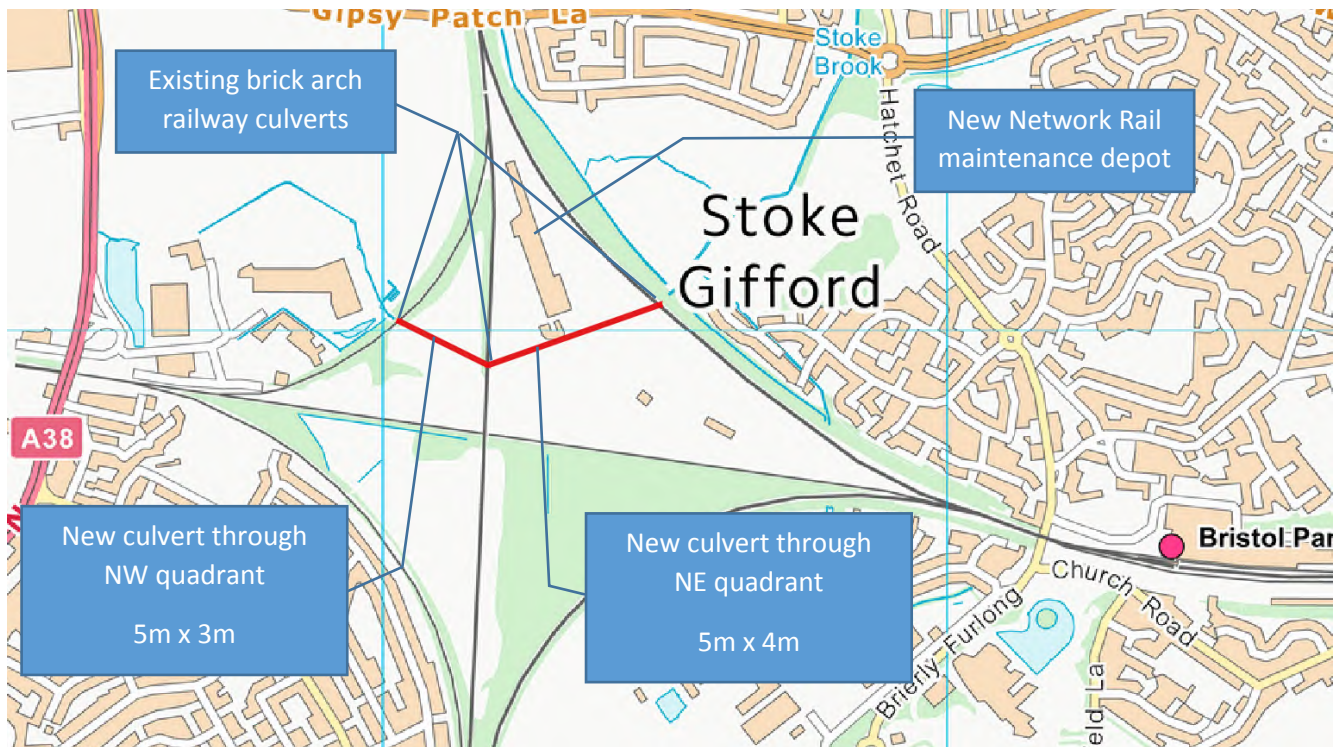 Gipsy Patch La
Stoke
Brook
Existing brick arch
railway culverts
New Network Rail
maintenance depot
Hatchet Road
Stoke
Gifford
A38
New culvert through
NW quadrant
5m x 3m
New culvert through
NE quadrant
5m x 4m
Bristol Par
Church Road
Brierly Furlong
eld La